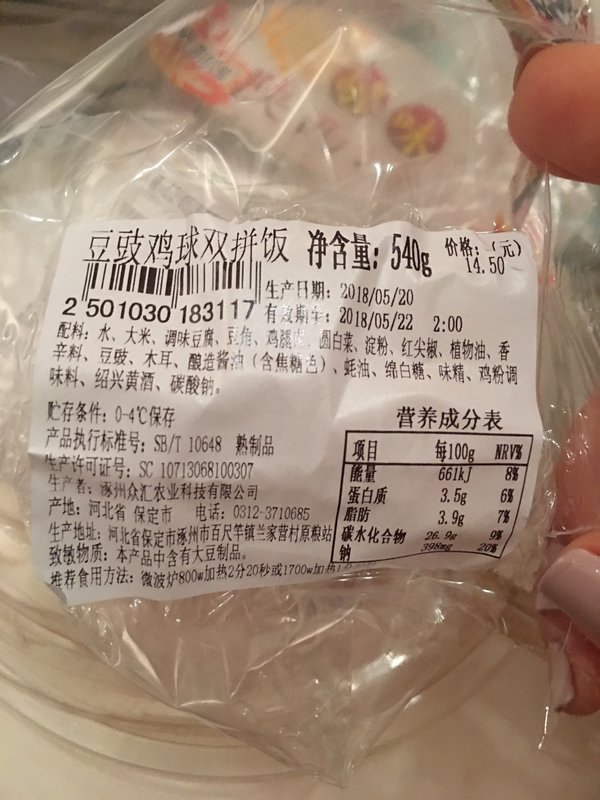 豆豉鸡球双拼饭 净含量: 540g 价格: (元)
14.50
2 501030 183117
生产日期: 2018/05/20
有效期至: 2018/05/22 2:00
配料: 水、大米、调味豆腐、豆角、鸡腿肉、圆白菜、淀粉、红尖椒、植物油、香
辛料、豆豉、木耳、酿造酱油(含焦糖色)、蚝油、绵白糖、味精、鸡粉调
味料、绍兴黄酒、碳酸钠。
贮存条件: 0-4℃保存
产品执行标准号: SB/T 10648 熟制品
生产许可证号: SC 10713068100307
生产者: 涿州众汇农业科技有限公司
产地: 河北省 保定市 电话: 0312-3710685
生产地址: 河北省保定市涿州市百尺竿镇兰家营村原粮站
致敏物质: 本产品中含有大豆制品。
推荐食用方法: 微波炉800w加热2分20秒或1700w加热1
营养成分表
项目 每100g NRV%
能量 661kJ 8%
蛋白质 3.5g 6%
脂肪 3.9g 7%
碳水化合物 26.9g 9%
钠 398mg 20%